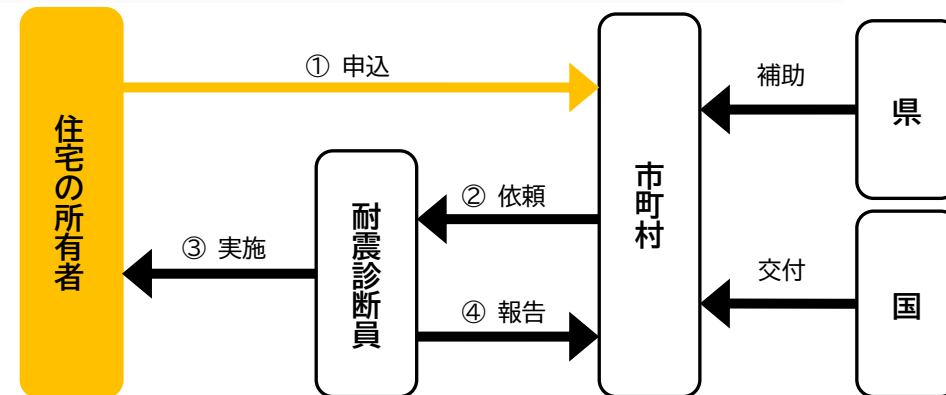 住宅の所有者
① 申込
市町村
補助
県
耐震診断員
② 依頼
③ 実施
④ 報告
交付
国